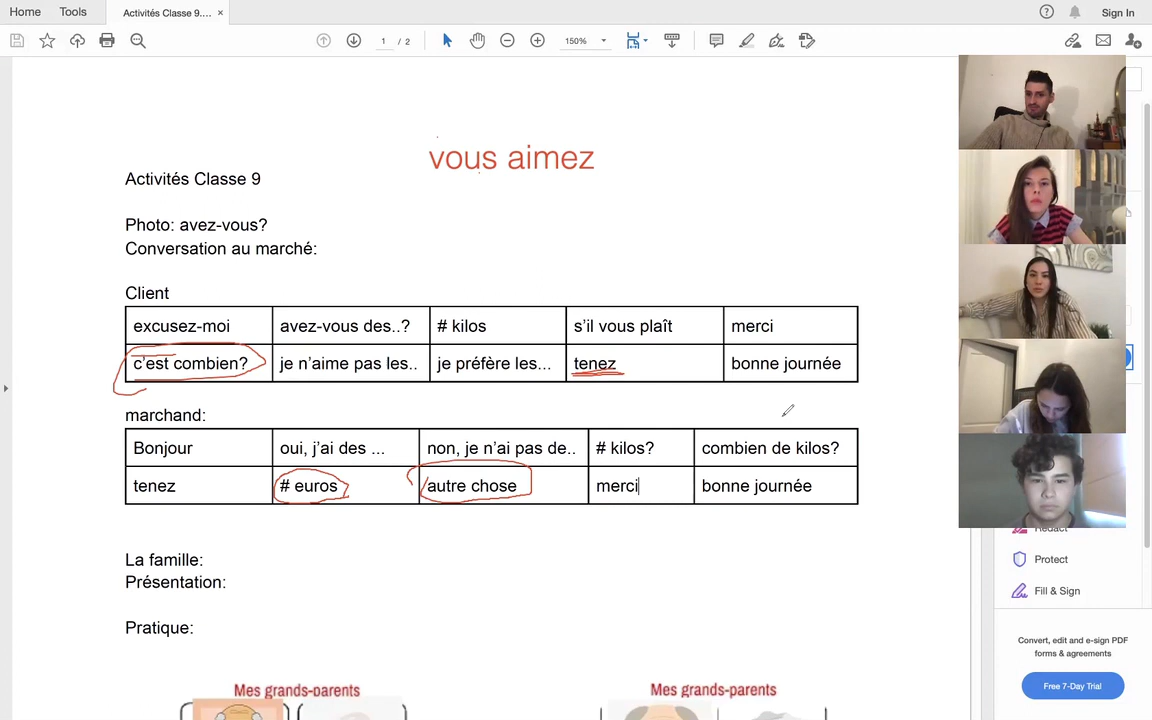 Home Tools Activités Classe 9.... × Sign In
1 / 2 150%
vous aimez
Activités Classe 9
Photo: avez-vous?
Conversation au marché:
Client
excusez-moi avez-vous des..? # kilos s'il vous plaît merci
c'est combien? je n'aime pas les.. je préfère les... tenez bonne journée
marchand:
Bonjour oui, j'ai des ... non, je n'ai pas de.. # kilos? combien de kilos?
tenez # euros autre chose merci bonne journée
La famille:
Présentation:
Pratique:
Mes grands-parents Mes grands-parents
Redact
Protect
Fill & Sign
Convert, edit and e-sign PDF
forms & agreements
Free 7-Day Trial